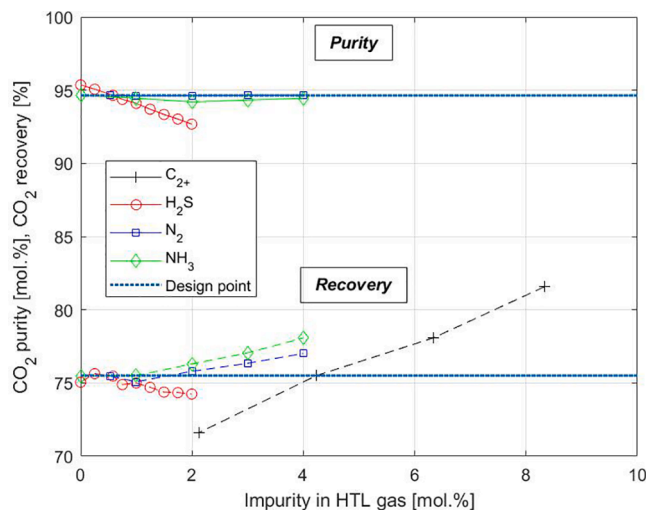 100
95
90
85
80
75
70
CO2 purity [mol.%], CO2 recovery [%]
Purity
C2+
H2S
N2
NH3
Design point
Recovery
0
2
4
6
8
10
Impurity in HTL gas [mol.%]